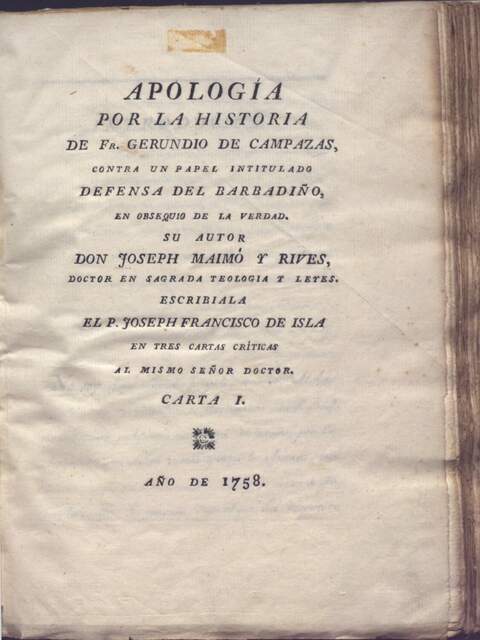 APOLOGÍA
POR LA HISTORIA
DE FR. GERUNDIO DE CAMPAZAS,
CONTRA UN PAPEL INTITULADO
DEFENSA DEL BARBADIÑO,
EN OBSEQUIO DE LA VERDAD.
SU AUTOR
DON JOSEPH MAIMÓ Y RIVES,
DOCTOR EN SAGRADA TEOLOGIA Y LEYES.
ESCRIBIALA
EL P. JOSEPH FRANCISCO DE ISLA
EN TRES CARTAS CRÍTICAS
AL MISMO SEÑOR DOCTOR.
CARTA I.
AÑO DE 1758.